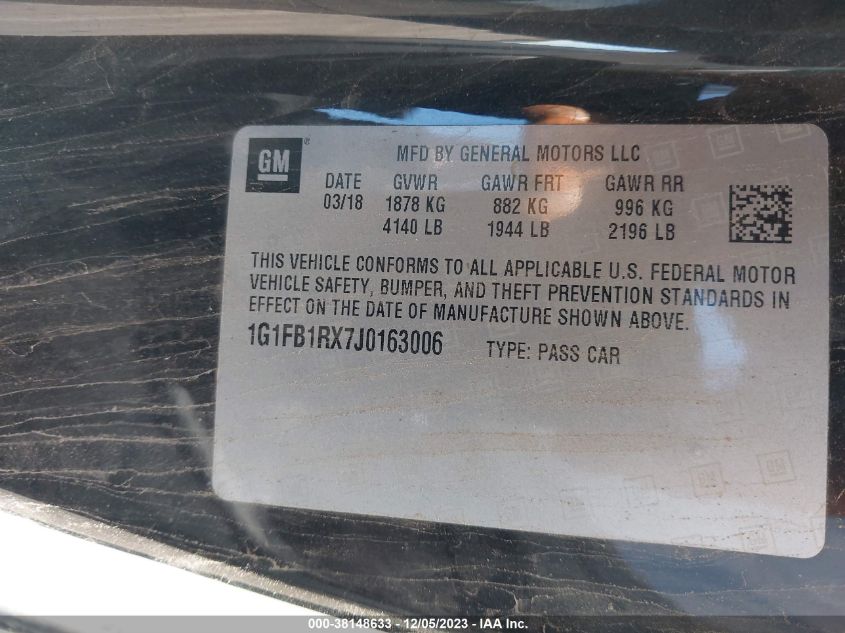 GM ®
MFD BY GENERAL MOTORS LLC
DATE GVWR GAWR FRT GAWR RR
03/18 1878 KG 882 KG 996 KG
4140 LB 1944 LB 2196 LB
THIS VEHICLE CONFORMS TO ALL APPLICABLE U.S. FEDERAL MOTOR
VEHICLE SAFETY, BUMPER, AND THEFT PREVENTION STANDARDS IN
EFFECT ON THE DATE OF MANUFACTURE SHOWN ABOVE.
1G1FB1RX7J0163006 TYPE: PASS CAR
000-38148633 - 12/05/2023 - IAA Inc.